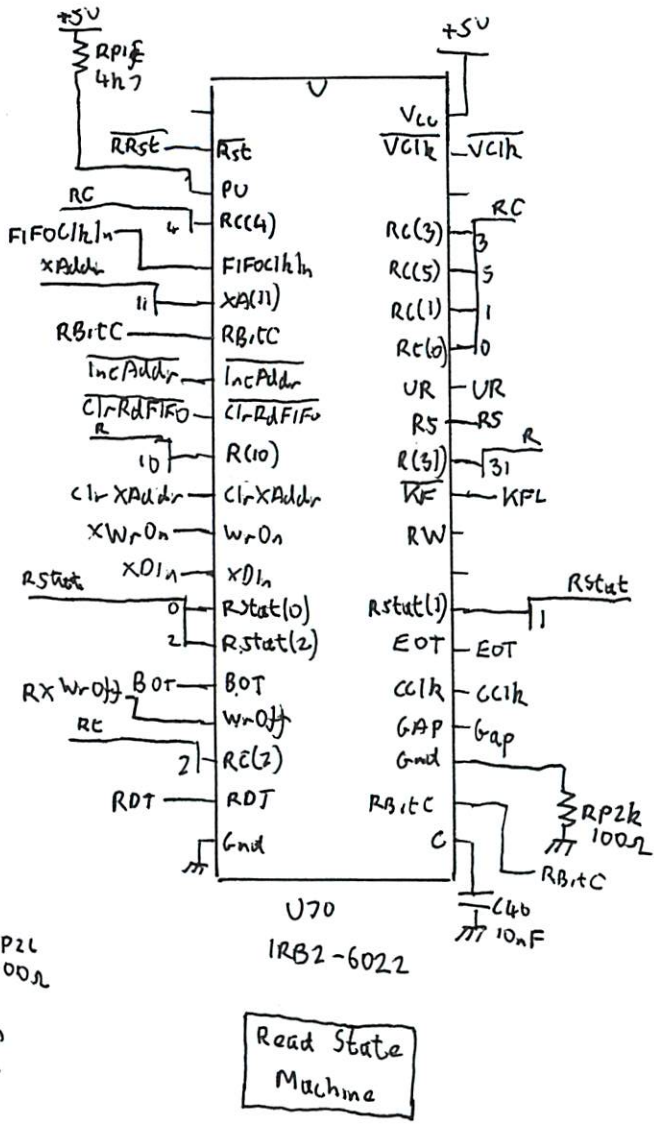 +5V
4k7
+5V
VCC
RRst
Rst
VClk
VClk
PU
RC
4
RC(4)
RC
RC(3)
3
FIFOClkIn
FIFOClkIn
RC(5)
5
XAddr
11
XA(11)
RC(1)
1
RBitC
RBitC
RC(0)
0
IncAddr
IncAddr
UR
UR
ClrRdFIFO
ClrRdFIFO
RS
RS
R
10
R(10)
R(31)
31
R
ClrXAddr
ClrXAddr
KF
KFL
XWrOn
WrOn
RW
XDIn
XDIn
RStat
0
RStat(0)
RStat(1)
1
RStat
2
RStat(2)
EOT
EOT
RXWrOff
BOT
BOT
CClk
CClk
WrOff
GAP
Gap
RC
2
RC(2)
Gnd
RDT
RDT
RBitC
RP2k
100Ω
Gnd
C
RBitC
U70
C46
10nF
IRB2-6022
Read State
Machine